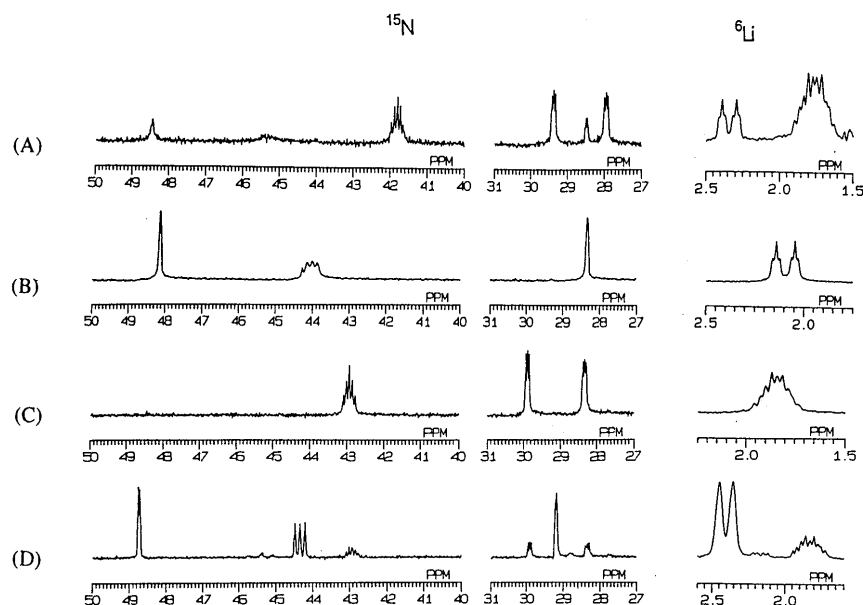 15N 6Li
(A)
PPM PPM PPM
50 49 48 47 46 45 44 43 42 41 40 31 30 29 28 27 2.5 2.0 1.5
(B)
PPM PPM PPM
50 49 48 47 46 45 44 43 42 41 40 31 30 29 28 27 2.5 2.0
(C)
PPM PPM PPM
50 49 48 47 46 45 44 43 42 41 40 31 30 29 28 27 2.0 1.5
(D)
PPM PPM PPM
50 49 48 47 46 45 44 43 42 41 40 31 30 29 28 27 2.5 2.0